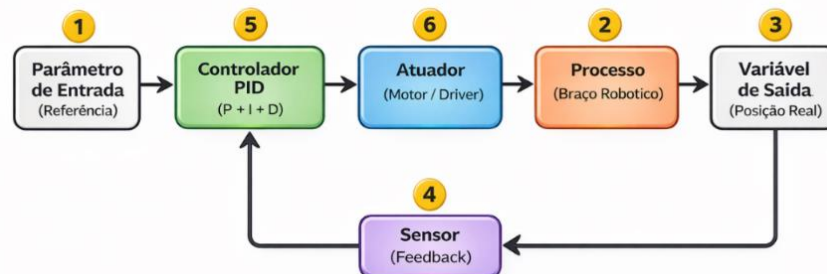 1
5
6
2
3
Parâmetro
de Entrada
(Referência)
Controlador
PID
(P + I + D)
Atuador
(Motor / Driver)
Processo
(Braço Robotico)
Variável
de Saida
(Posição Real)
4
Sensor
(Feedback)